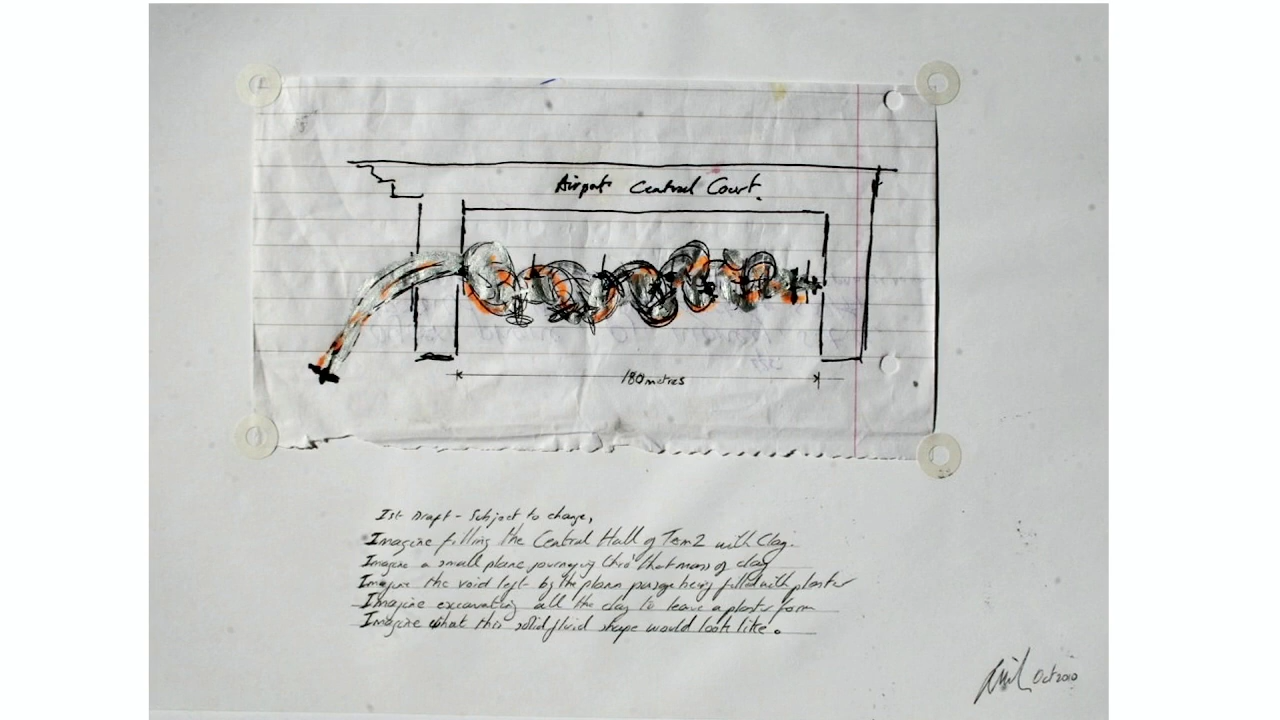 Airport Central Court.
180 metres
1st Draft - Subject to change,
Imagine filling the Central Hall of Term 2 with Clay.
Imagine a small plane journeying thro' that mass of clay
Imagine the void left by the plane passage being filled with plaster
Imagine excavating all the clay to leave a plaster form
Imagine what this solid fluid shape would look like.
Oct 2010